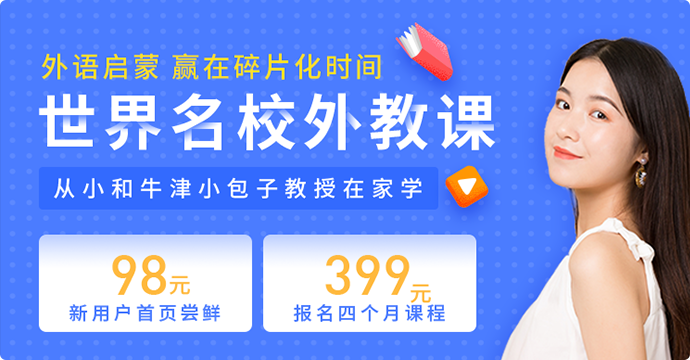 外语启蒙 赢在碎片化时间
世界名校外教课
从小和牛津小包子教授在家学
98元
新用户首页尝鲜
399元
报名四个月课程